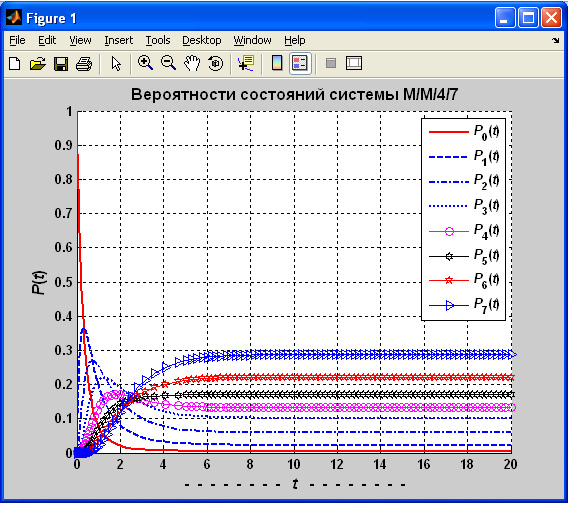 Figure 1
File Edit View Insert Tools Desktop Window Help
Вероятности состояний системы M/M/4/7
1
0.9
0.8
0.7
0.6
0.5
0.4
0.3
0.2
0.1
0
P(t)
P0(t)
P1(t)
P2(t)
P3(t)
P4(t)
P5(t)
P6(t)
P7(t)
0 2 4 6 8 10 12 14 16 18 20
- - - - - - - - t - - - - - - - -